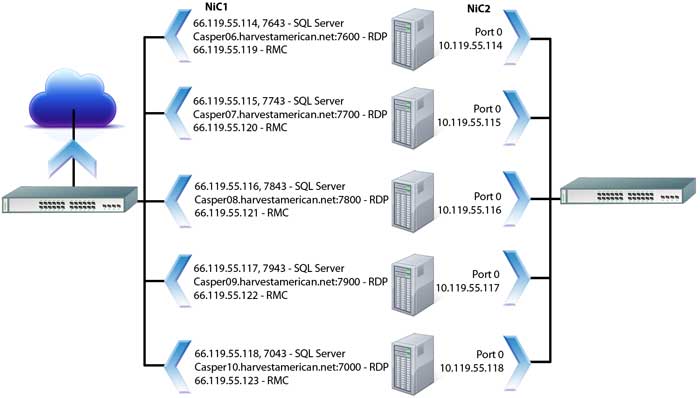 NiC1
NiC2
66.119.55.114, 7643 - SQL Server
Casper06.harvestamerican.net:7600 - RDP
66.119.55.119 - RMC
Port 0
10.119.55.114
66.119.55.115, 7743 - SQL Server
Casper07.harvestamerican.net:7700 - RDP
66.119.55.120 - RMC
Port 0
10.119.55.115
66.119.55.116, 7843 - SQL Server
Casper08.harvestamerican.net:7800 - RDP
66.119.55.121 - RMC
Port 0
10.119.55.116
66.119.55.117, 7943 - SQL Server
Casper09.harvestamerican.net:7900 - RDP
66.119.55.122 - RMC
Port 0
10.119.55.117
66.119.55.118, 7043 - SQL Server
Casper10.harvestamerican.net:7000 - RDP
66.119.55.123 - RMC
Port 0
10.119.55.118